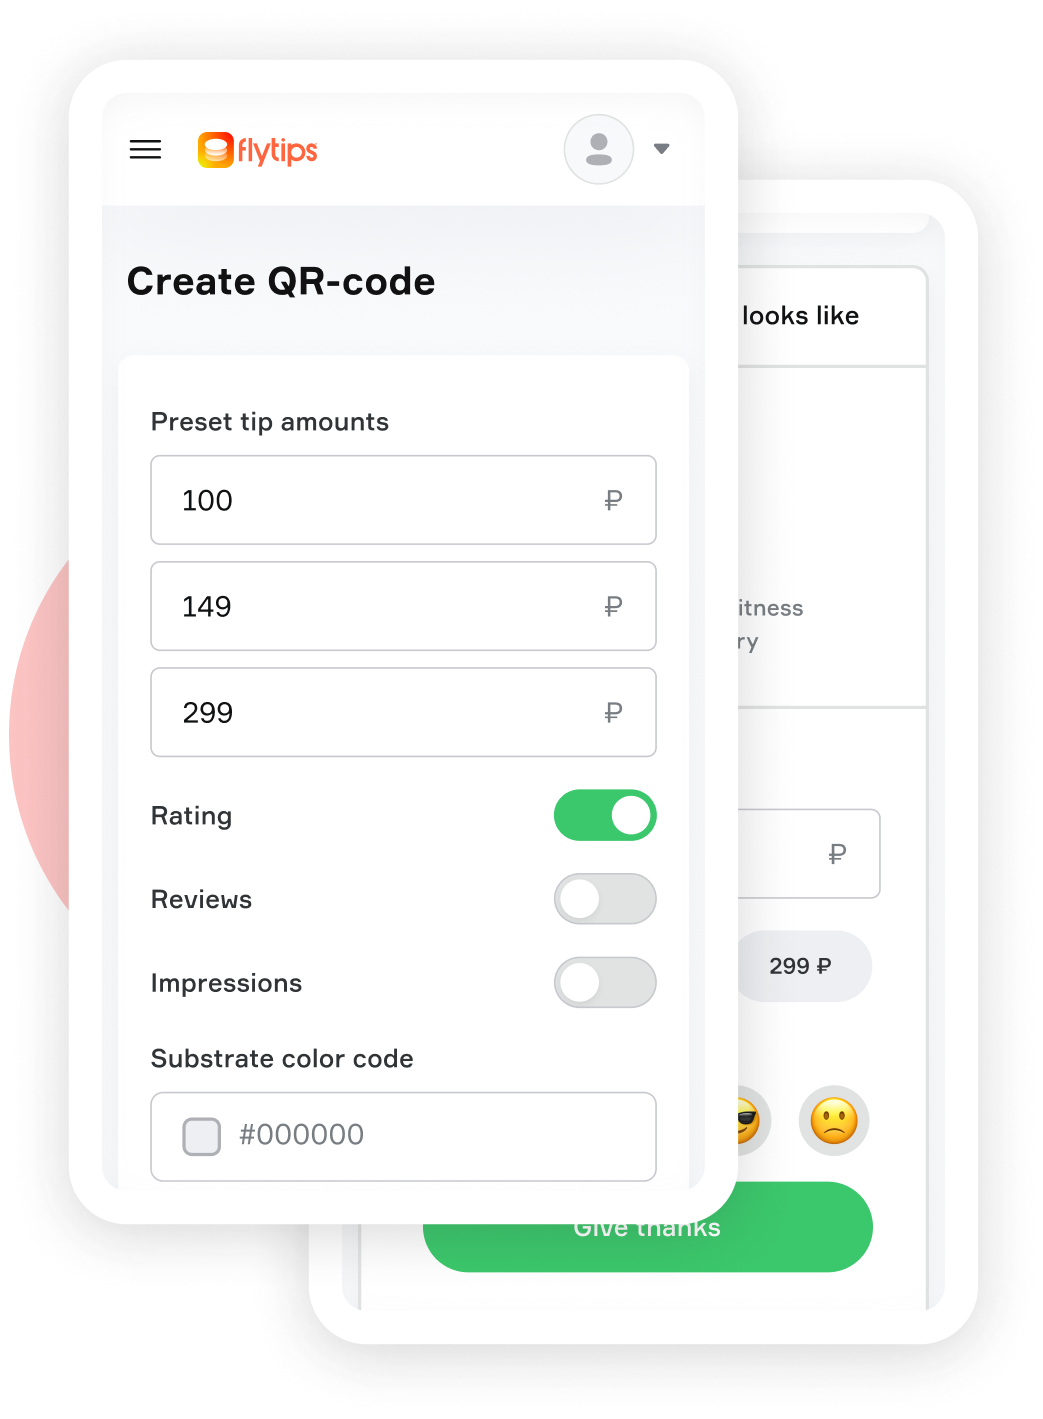 flytips
Create QR-code
Preset tip amounts
100 ₽
149 ₽
299 ₽
Rating
Reviews
Impressions
Substrate color code
#000000
looks like
itness
ry
₽
299 ₽
Give thanks